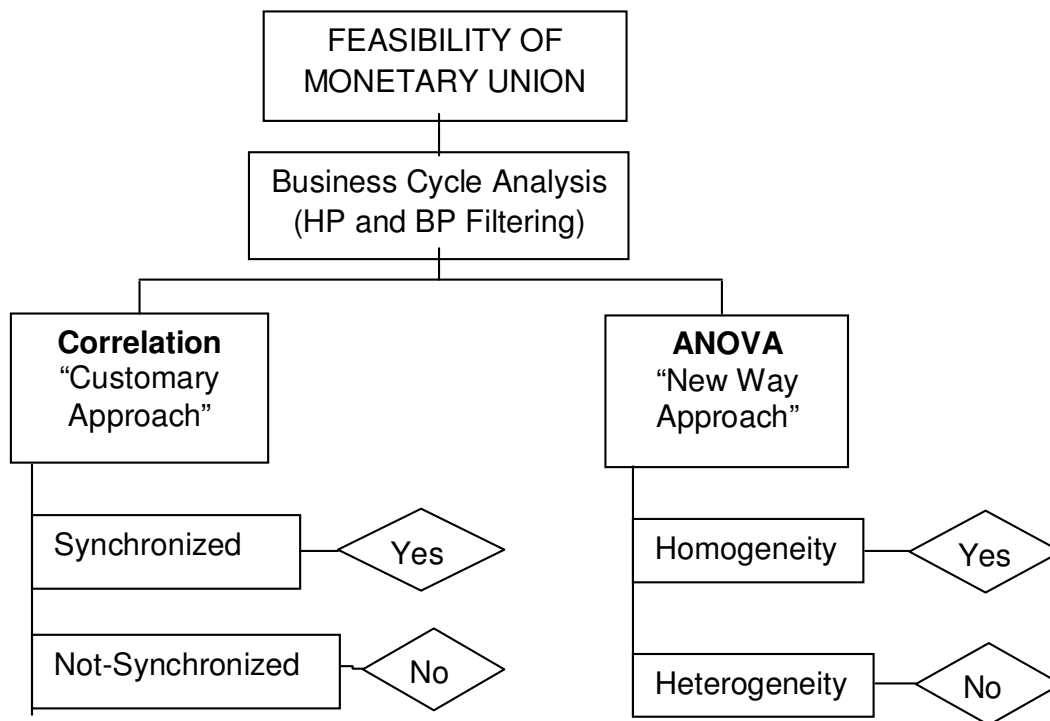 FEASIBILITY OF
MONETARY UNION
Business Cycle Analysis
(HP and BP Filtering)
Correlation
“Customary
Approach”
Synchronized
Yes
Not-Synchronized
No
ANOVA
“New Way
Approach”
Homogeneity
Yes
Heterogeneity
No